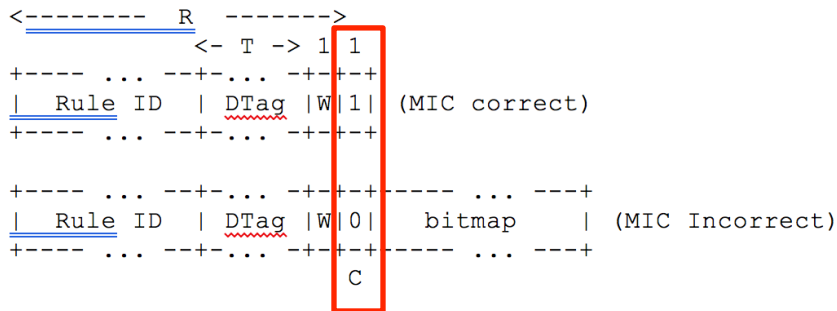 <-------- R ------->
<- T -> 1 1
+---- ... --+-... -+-+-+
| Rule ID | DTag |W|1| (MIC correct)
+---- ... --+-... -+-+-+
+---- ... --+-... -+-+-+----- ... ---+
| Rule ID | DTag |W|0| bitmap | (MIC Incorrect)
+---- ... --+-... -+-+-+----- ... ---+
C